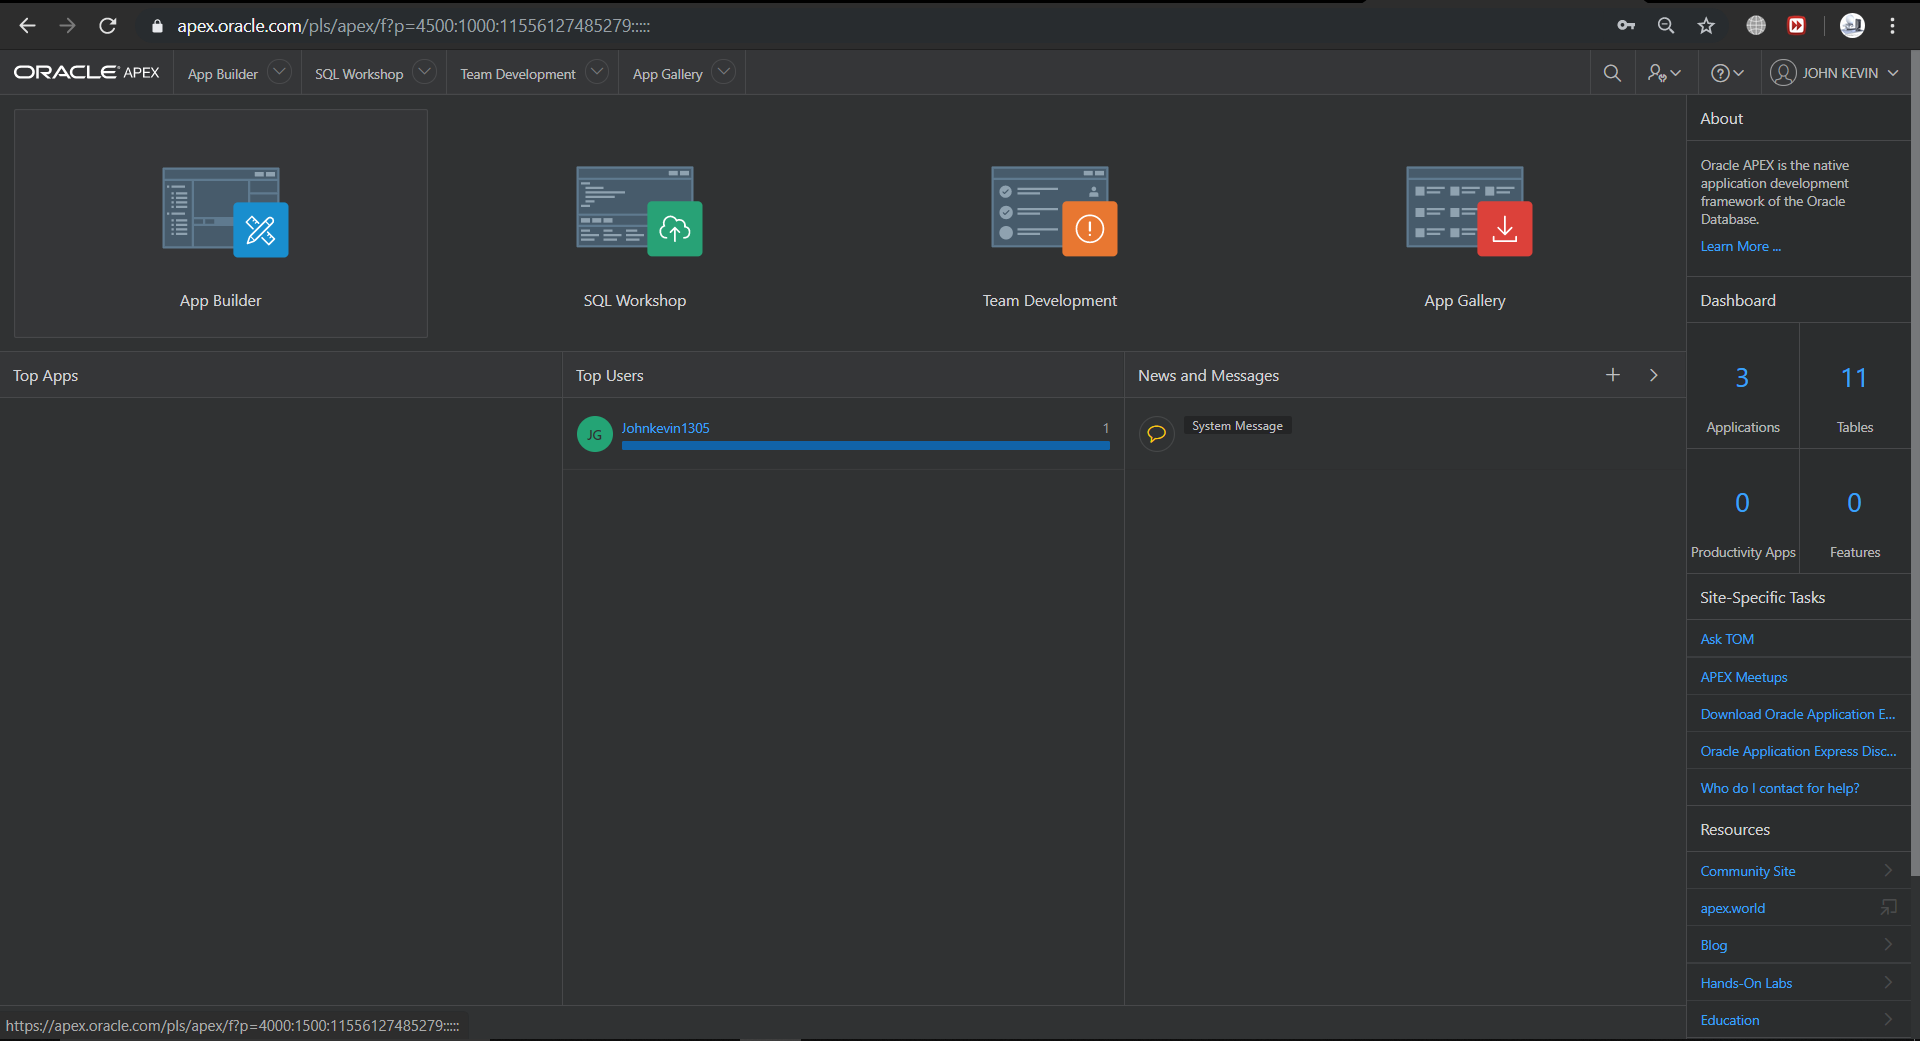 apex.oracle.com/pls/apex/f?p=4500:1000:11556127485279:::::
ORACLE APEX
App Builder
SQL Workshop
Team Development
App Gallery
JOHN KEVIN
App Builder
SQL Workshop
Team Development
App Gallery
Top Apps
Top Users
JG
Johnkevin1305
1
News and Messages
System Message
About
Oracle APEX is the native
application development
framework of the Oracle
Database.
Learn More ...
Dashboard
3
Applications
11
Tables
0
Productivity Apps
0
Features
Site-Specific Tasks
Ask TOM
APEX Meetups
Download Oracle Application E...
Oracle Application Express Disc...
Who do I contact for help?
Resources
Community Site
apex.world
Blog
Hands-On Labs
Education
https://apex.oracle.com/pls/apex/f?p=4000:1500:11556127485279:::::